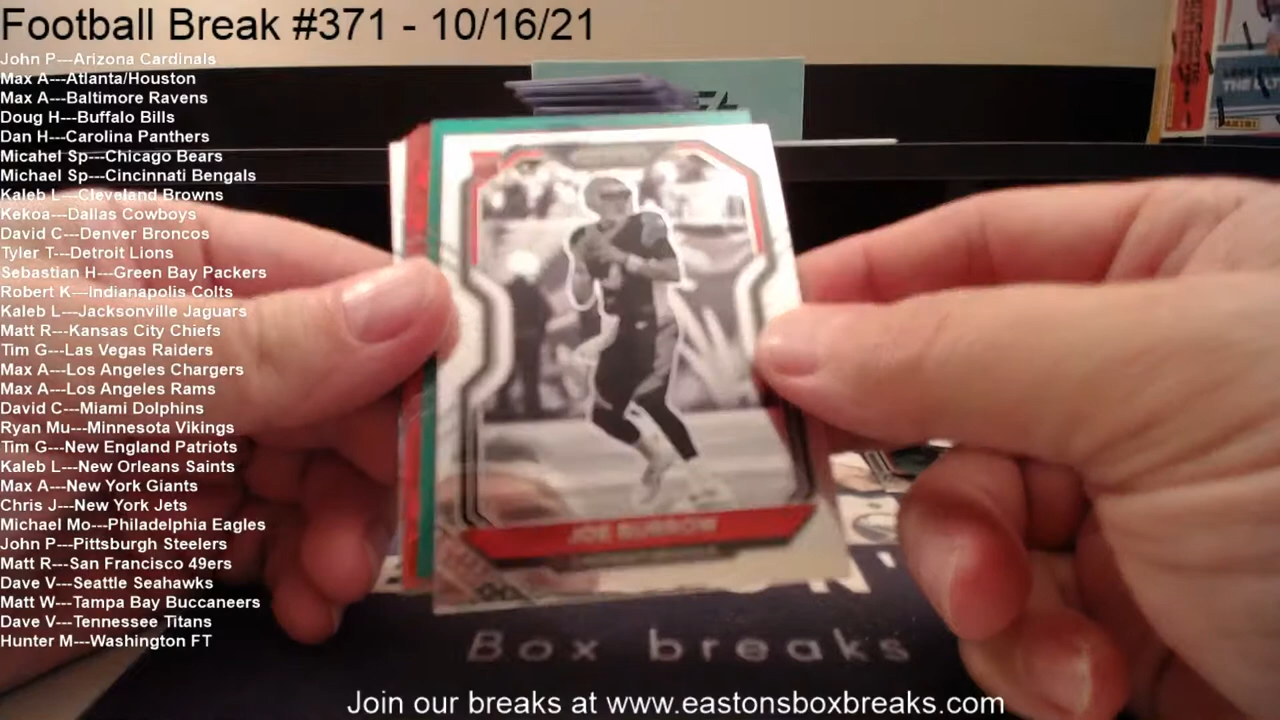 Football Break #371 - 10/16/21
John P---Arizona Cardinals
Max A---Atlanta/Houston
Max A---Baltimore Ravens
Doug H---Buffalo Bills
Dan H---Carolina Panthers
Micahel Sp---Chicago Bears
Michael Sp---Cincinnati Bengals
Kaleb L---Cleveland Browns
Kekoa---Dallas Cowboys
David C---Denver Broncos
Tyler T---Detroit Lions
Sebastian H---Green Bay Packers
Robert K---Indianapolis Colts
Kaleb L---Jacksonville Jaguars
Matt R---Kansas City Chiefs
Tim G---Las Vegas Raiders
Max A---Los Angeles Chargers
Max A---Los Angeles Rams
David C---Miami Dolphins
Ryan Mu---Minnesota Vikings
Tim G---New England Patriots
Kaleb L---New Orleans Saints
Max A---New York Giants
Chris J---New York Jets
Michael Mo---Philadelphia Eagles
John P---Pittsburgh Steelers
Matt R---San Francisco 49ers
Dave V---Seattle Seahawks
Matt W---Tampa Bay Buccaneers
Dave V---Tennessee Titans
Hunter M---Washington FT
PANINI
JOE BURROW
Box breaks
Join our breaks at www.eastonsboxbreaks.com